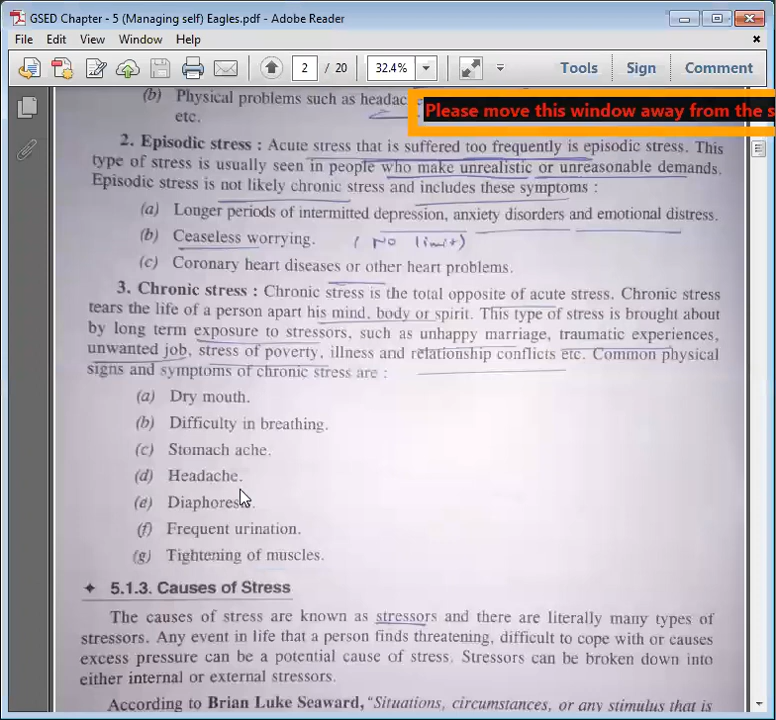 GSED Chapter - 5 (Managing self) Eagles.pdf - Adobe Reader
File Edit View Window Help
2 / 20 32.4% Tools Sign Comment
(b) Physical problems such as headac
Please move this window away from the s
etc.
2. Episodic stress : Acute stress that is suffered too frequently is episodic stress. This
type of stress is usually seen in people who make unrealistic or unreasonable demands.
Episodic stress is not likely chronic stress and includes these symptoms :
(a) Longer periods of intermitted depression, anxiety disorders and emotional distress.
(b) Ceaseless worrying. (No limit)
(c) Coronary heart diseases or other heart problems.
3. Chronic stress : Chronic stress is the total opposite of acute stress. Chronic stress
tears the life of a person apart his mind, body or spirit. This type of stress is brought about
by long term exposure to stressors, such as unhappy marriage, traumatic experiences,
unwanted job, stress of poverty, illness and relationship conflicts etc. Common physical
signs and symptoms of chronic stress are :
(a) Dry mouth.
(b) Difficulty in breathing.
(c) Stomach ache.
(d) Headache.
(e) Diaphoresis.
(f) Frequent urination.
(g) Tightening of muscles.
5.1.3. Causes of Stress
The causes of stress are known as stressors and there are literally many types of
stressors. Any event in life that a person finds threatening, difficult to cope with or causes
excess pressure can be a potential cause of stress. Stressors can be broken down into
either internal or external stressors.
According to Brian Luke Seaward, "Situations, circumstances, or any stimulus that is